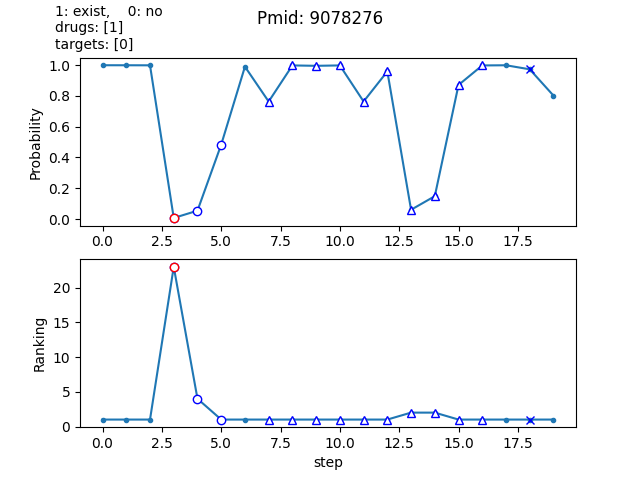 1: exist,    0: no
drugs: [1]
targets: [0]
Pmid: 9078276
Probability
1.0
0.8
0.6
0.4
0.2
0.0
0.0 2.5 5.0 7.5 10.0 12.5 15.0 17.5
Ranking
20
15
10
5
0
0.0 2.5 5.0 7.5 10.0 12.5 15.0 17.5
step